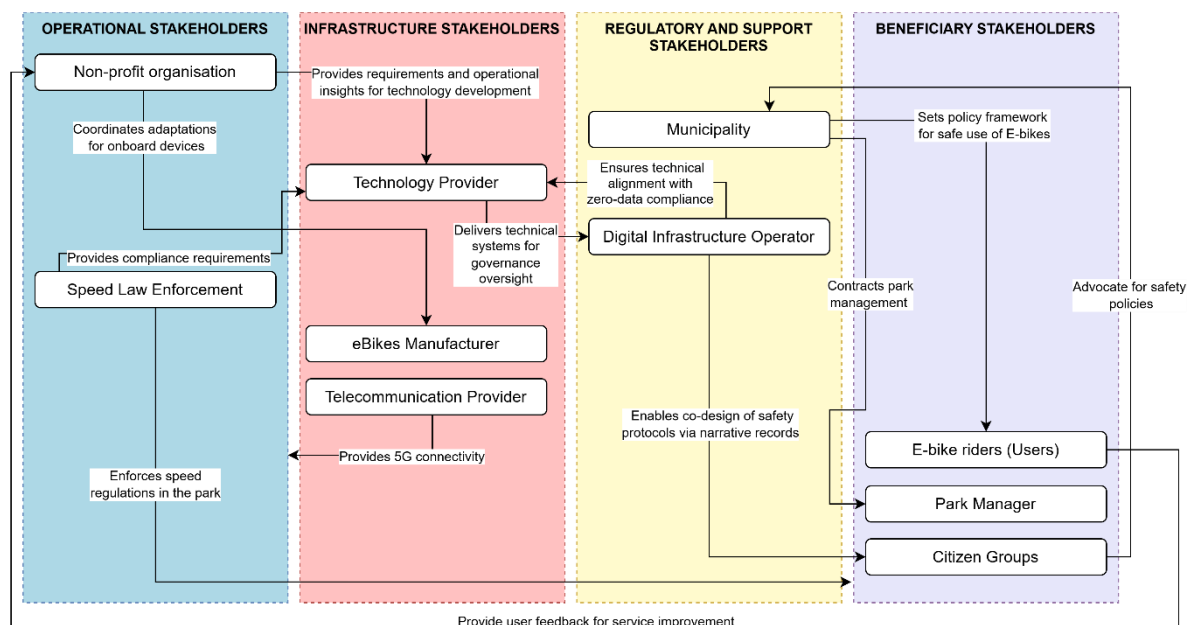 OPERATIONAL STAKEHOLDERS
INFRASTRUCTURE STAKEHOLDERS
REGULATORY AND SUPPORT
STAKEHOLDERS
BENEFICIARY STAKEHOLDERS
Non-profit organisation
Provides requirements and operational
insights for technology development
Coordinates adaptations
for onboard devices
Municipality
Sets policy framework
for safe use of E-bikes
Technology Provider
Ensures technical
alignment with
zero-data compliance
Delivers technical
systems for
governance
oversight
Digital Infrastructure Operator
Provides compliance requirements
Speed Law Enforcement
Contracts park
management
Advocate for safety
policies
eBikes Manufacturer
Telecommunication Provider
Provides 5G connectivity
Enables co-design of safety
protocols via narrative records
E-bike riders (Users)
Enforces speed
regulations in the park
Park Manager
Citizen Groups
Provide user feedback for service improvement